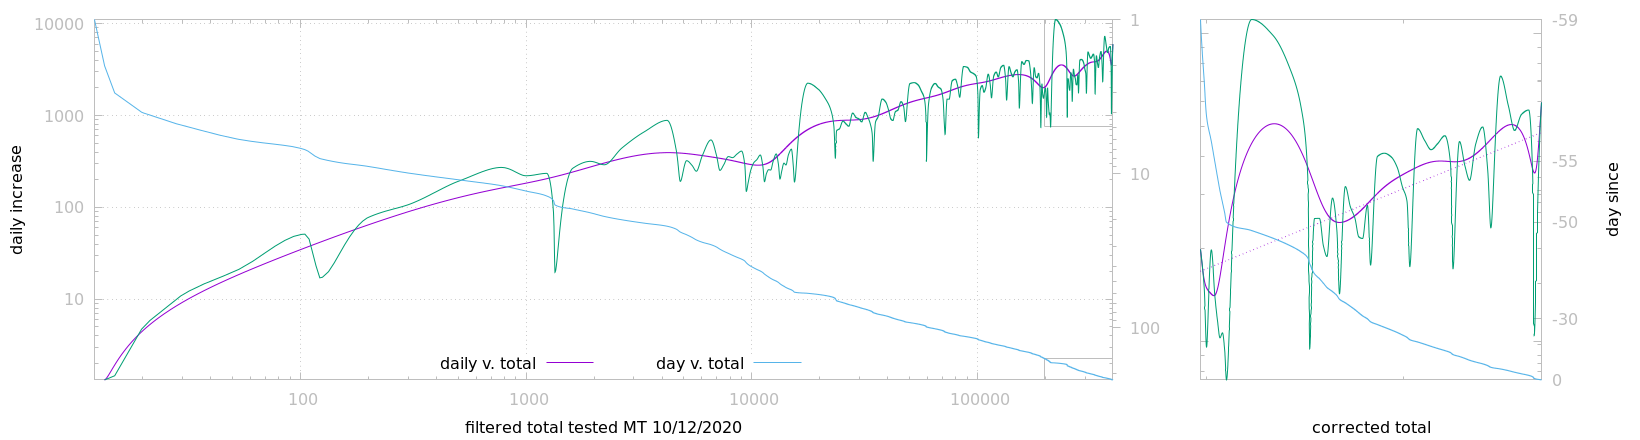 10000
1000
100
10
daily increase
daily v. total
day v. total
100
1000
10000
100000
filtered total tested MT 10/12/2020
1
10
100
-59
-55
-50
-30
0
day since
corrected total